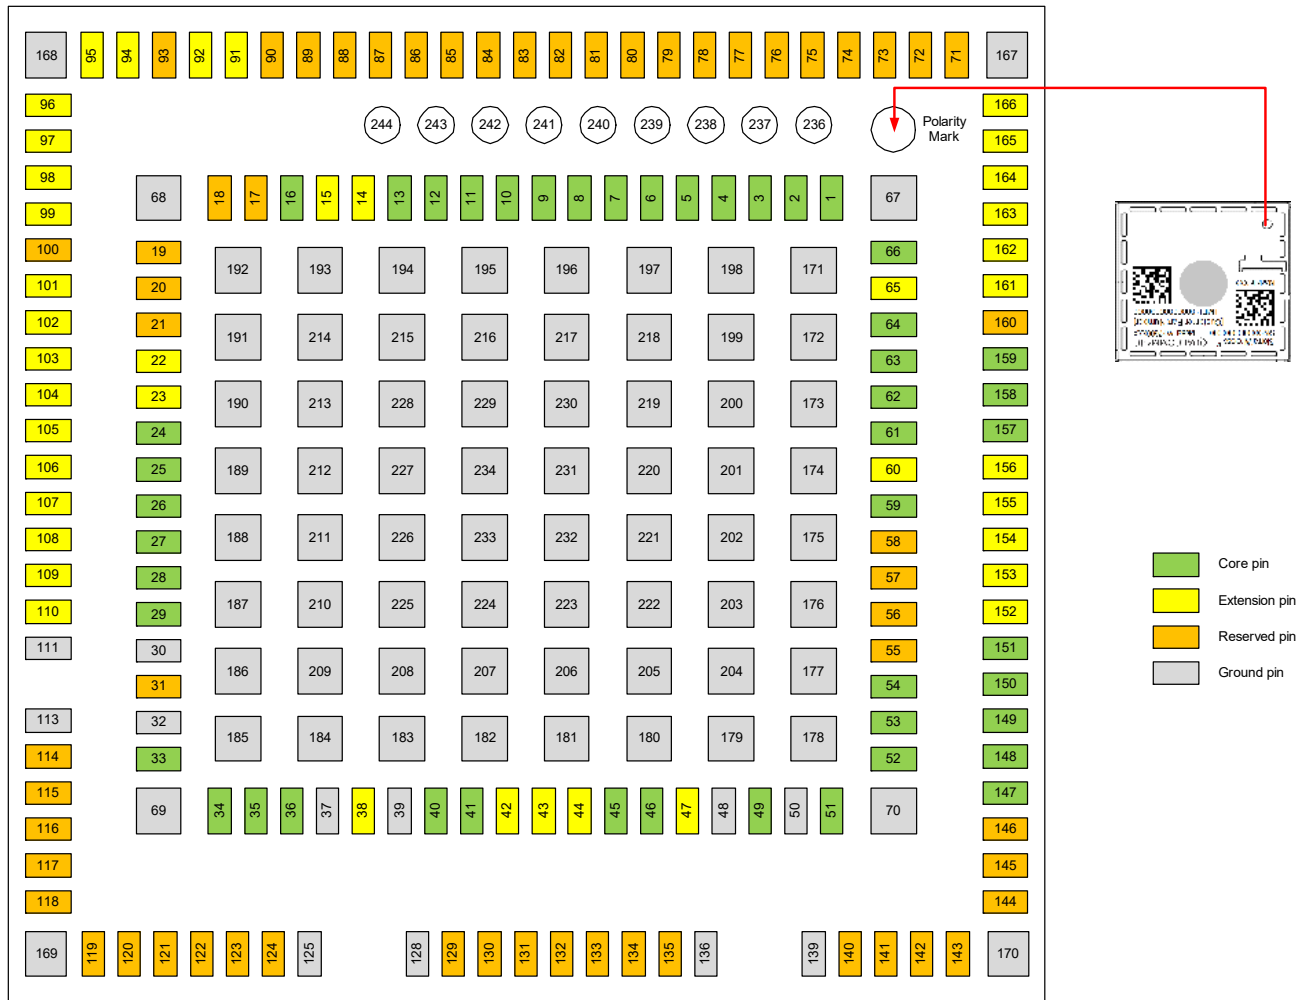 168 95 94 93 92 91 90 89 88 87 86 85 84 83 82 81 80 79 78 77 76 75 74 73 72 71 167
96 166
244 243 242 241 240 239 238 237 236 Polarity
Mark
97 165
98 164
68 18 17 16 15 14 13 12 11 10 9 8 7 6 5 4 3 2 1 67
99 163
100 19 66 162
192 193 194 195 196 197 198 171
101 20 65 161
102 21 64 160
191 214 215 216 217 218 199 172
103 22 63 159
104 23 62 158
190 213 228 229 230 219 200 173
105 24 61 157
106 25 189 212 227 234 231 220 201 174 60 156
107 26 59 155
108 27 188 211 226 233 232 221 202 175 58 154
109 28 57 153
Core pin
110 29 187 210 225 224 223 222 203 176 56 152
Extension pin
111 30 55 151
Reserved pin
186 209 208 207 206 205 204 177
31 54 150
Ground pin
113 32 53 149
185 184 183 182 181 180 179 178
114 33 52 148
115 147
69 34 35 36 37 38 39 40 41 42 43 44 45 46 47 48 49 50 51 70
116 146
117 145
118 144
169 119 120 121 122 123 124 125 128 129 130 131 132 133 134 135 136 139 140 141 142 143 170